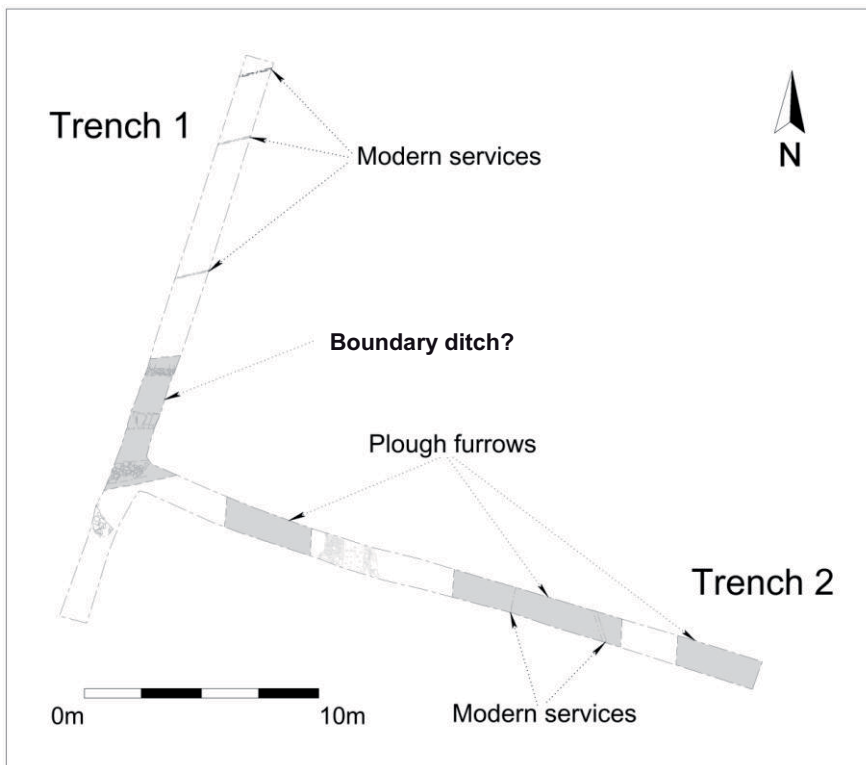 Trench 1
N
Modern services
Boundary ditch?
Plough furrows
Trench 2
0m
10m
Modern services